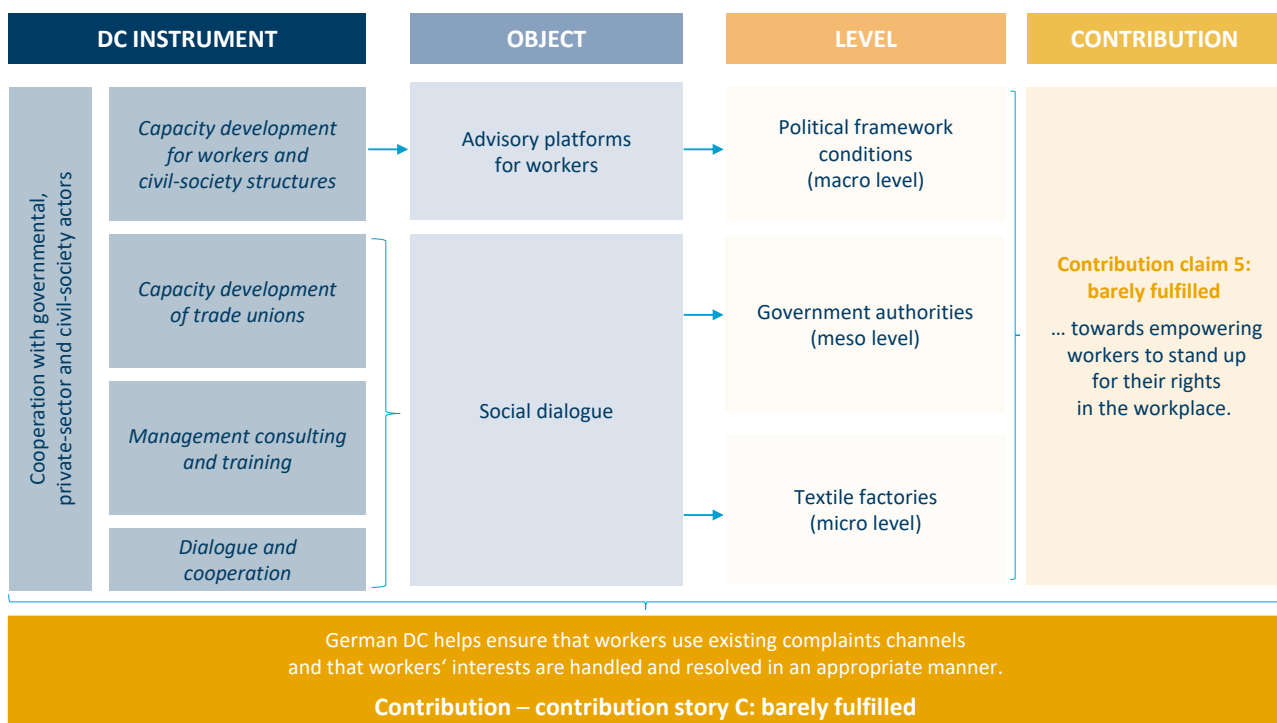 DC INSTRUMENT
OBJECT
LEVEL
CONTRIBUTION
Cooperation with governmental,
private-sector and civil-society actors
Capacity development
for workers and
civil-society structures
Advisory platforms
for workers
Political framework
conditions
(macro level)
Capacity development
of trade unions
Management consulting
and training
Dialogue and
cooperation
Social dialogue
Government authorities
(meso level)
Textile factories
(micro level)
Contribution claim 5:
barely fulfilled
... towards empowering
workers to stand up
for their rights
in the workplace.
German DC helps ensure that workers use existing complaints channels
and that workers‘ interests are handled and resolved in an appropriate manner.
Contribution – contribution story C: barely fulfilled